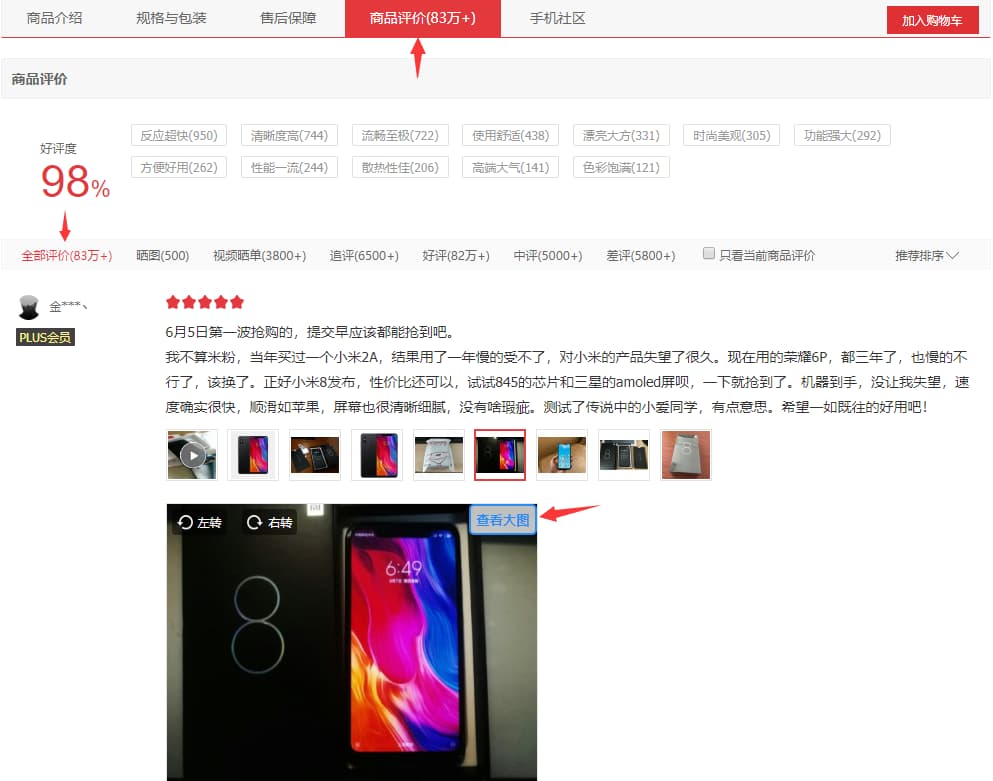 商品介绍 规格与包装 售后保障 商品评价(83万+) 手机社区 加入购物车
商品评价
好评度
98%
反应超快(950) 清晰度高(744) 流畅至极(722) 使用舒适(438) 漂亮大方(331) 时尚美观(305) 功能强大(292)
方便好用(262) 性能一流(244) 散热性佳(206) 高端大气(141) 色彩饱满(121)
全部评价(83万+) 晒图(500) 视频晒单(3800+) 追评(6500+) 好评(82万+) 中评(5000+) 差评(5800+) 只看当前商品评价 推荐排序
金***丶
PLUS会员
6月5日第一波抢购的，提交早应该都能抢到吧。
我不算米粉，当年买过一个小米2A，结果用了一年慢的受不了，对小米的产品失望了很久。现在用的荣耀6P，都三年了，也慢的不
行了，该换了。正好小米8发布，性价比还可以，试试845的芯片和三星的amoled屏呗，一下就抢到了。机器到手，没让我失望，速
度确实很快，顺滑如苹果，屏幕也很清晰细腻，没有啥瑕疵。测试了传说中的小爱同学，有点意思。希望一如既往的好用吧！
左转 右转 查看大图
6:49
8